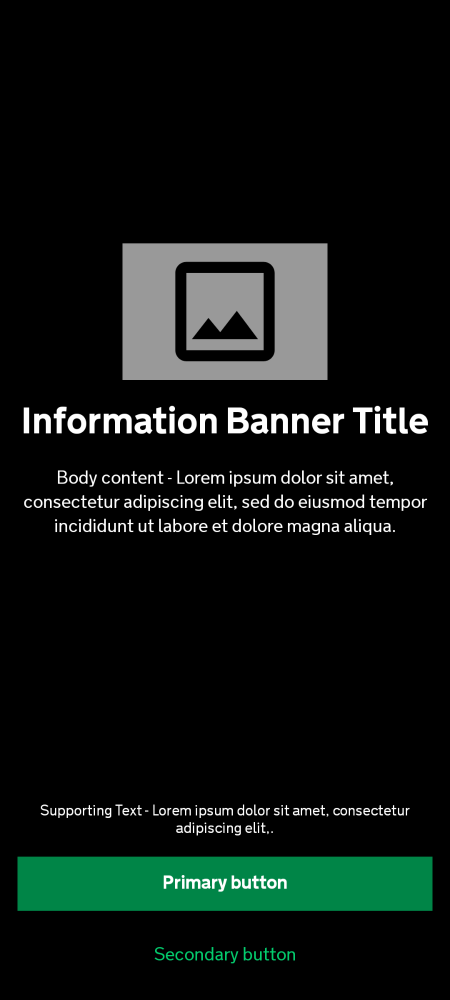 Information Banner Title
Body content - Lorem ipsum dolor sit amet,
consectetur adipiscing elit, sed do eiusmod tempor
incididunt ut labore et dolore magna aliqua.
Supporting Text - Lorem ipsum dolor sit amet, consectetur
adipiscing elit,.
Primary button
Secondary button